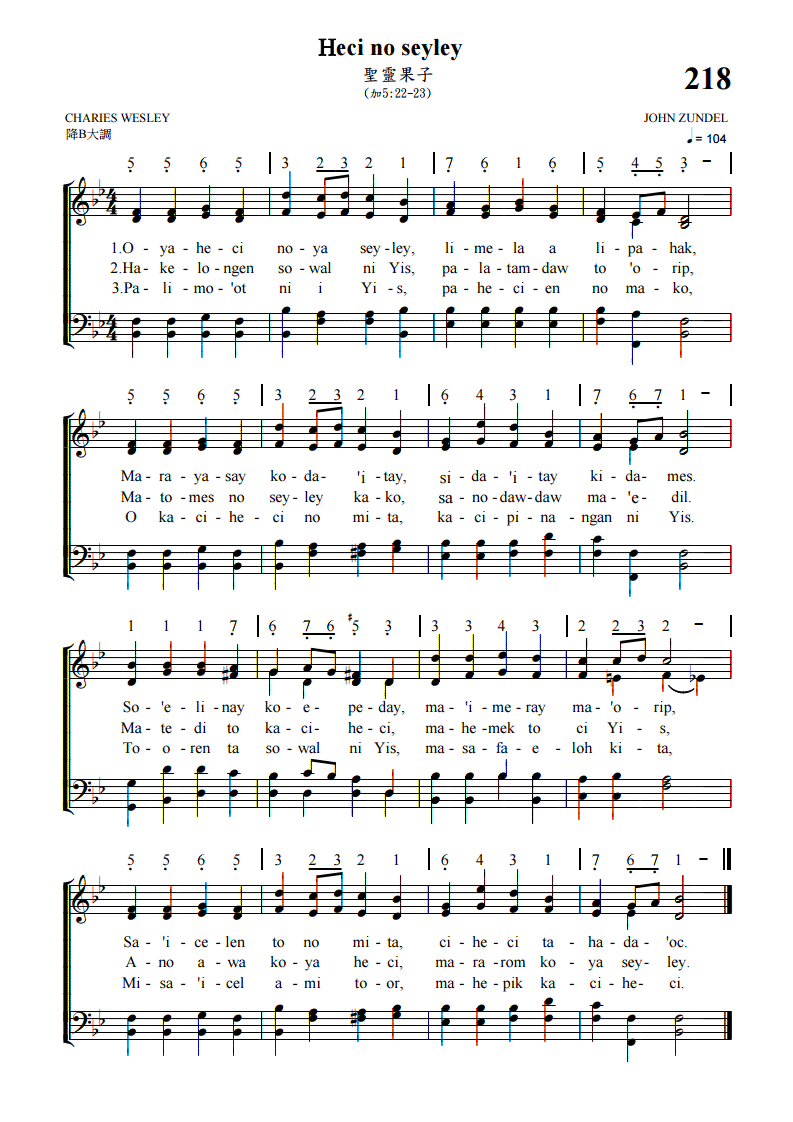 Heci no seyley
聖靈果子
(加5:22-23)
218
CHARIES WESLEY
JOHN ZUNDEL
降B大調
♩ = 104
5 5 6 5 | 3 2 3 2 1 | 7 6 1 6 | 5 4 5 3 – |
1.O - ya - he - ci no - ya sey - ley, li - me - la a li - pa - hak,
2.Ha - ke - lo - ngen so - wal ni Yis, pa - la - tam - daw to 'o - rip,
3.Pa - li - mo - 'ot ni i Yi - s, pa - he - ci - en no ma - ko,
5 5 6 5 | 3 2 3 2 1 | 6 4 3 1 | 7 6 7 1 – |
Ma - ra - ya - say ko - da - 'i - tay, si - da - 'i - tay ki - da - mes.
Ma - to - mes no sey - ley ka - ko, sa - no - daw - daw ma - 'e - dil.
O ka - ci - he - ci no mi - ta, ka - ci - pi - na - ngan ni Yis.
1 1 1 7 | 6 7 6 #5 3 | 3 3 4 3 | 2 2 3 2 – |
So - 'e - li - nay ko - e - pe - day, ma - 'i - me - ray ma - 'o - rip,
Ma - te - di to ka - ci - he - ci, ma - he - mek to ci Yi - s,
To - o - ren ta so - wal ni Yis, ma - sa - fa - e - loh ki - ta,
5 5 6 5 | 3 2 3 2 1 | 6 4 3 1 | 7 6 7 1 –
Sa - 'i - ce - len to no mi - ta, ci - he - ci ta - ha - da - 'oc.
A - no a - wa ko - ya he - ci, ma - ra - rom ko - ya sey - ley.
Mi - sa - 'i - cel a - mi to - or, ma - he - pik ka - ci - he - ci.